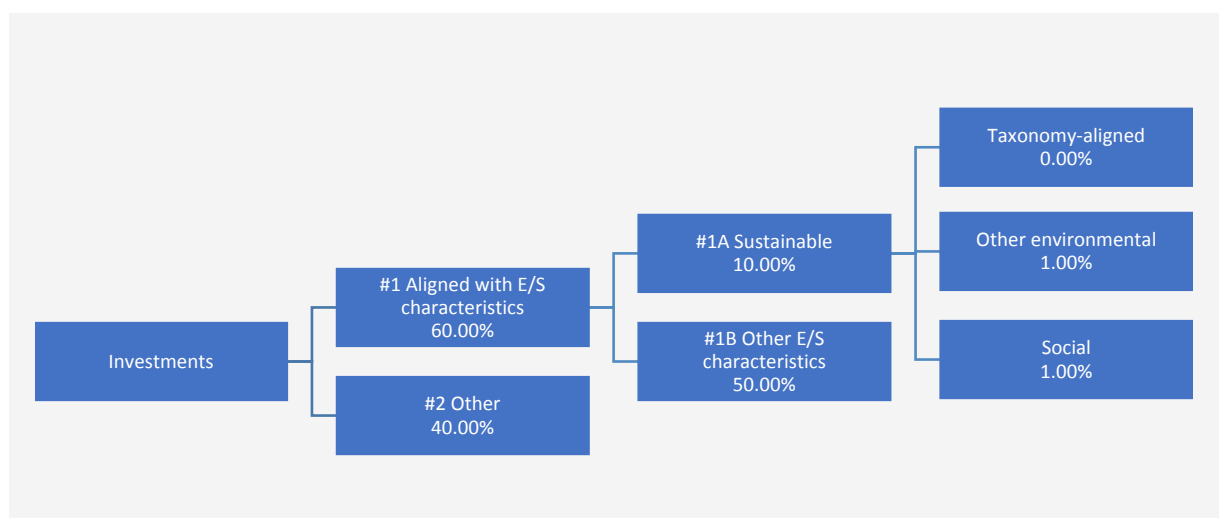 Investments
#1 Aligned with E/S
characteristics
60.00%
#2 Other
40.00%
#1A Sustainable
10.00%
#1B Other E/S
characteristics
50.00%
Taxonomy-aligned
0.00%
Other environmental
1.00%
Social
1.00%